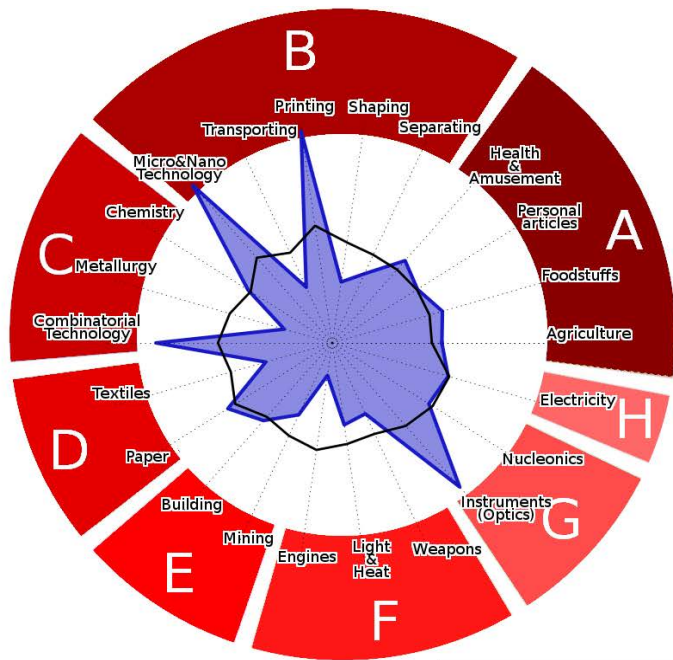 B
Printing
Shaping
Transporting
Separating
Micro&Nano
Technology
Health
&
Amusement
Chemistry
Personal
articles
A
C
Metallurgy
Foodstuffs
Combinatorial
Technology
Agriculture
Textiles
Electricity
H
D
Paper
Nucleonics
Building
Instruments
(Optics)
G
Mining
Engines
Light
&
Heat
Weapons
E
F